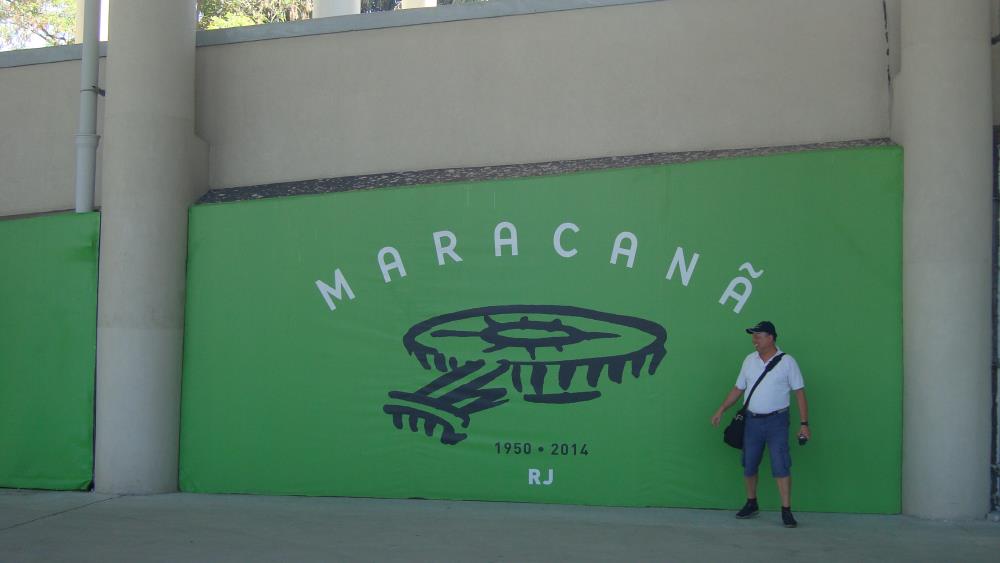 MARACANÃ
1950 • 2014
RJ